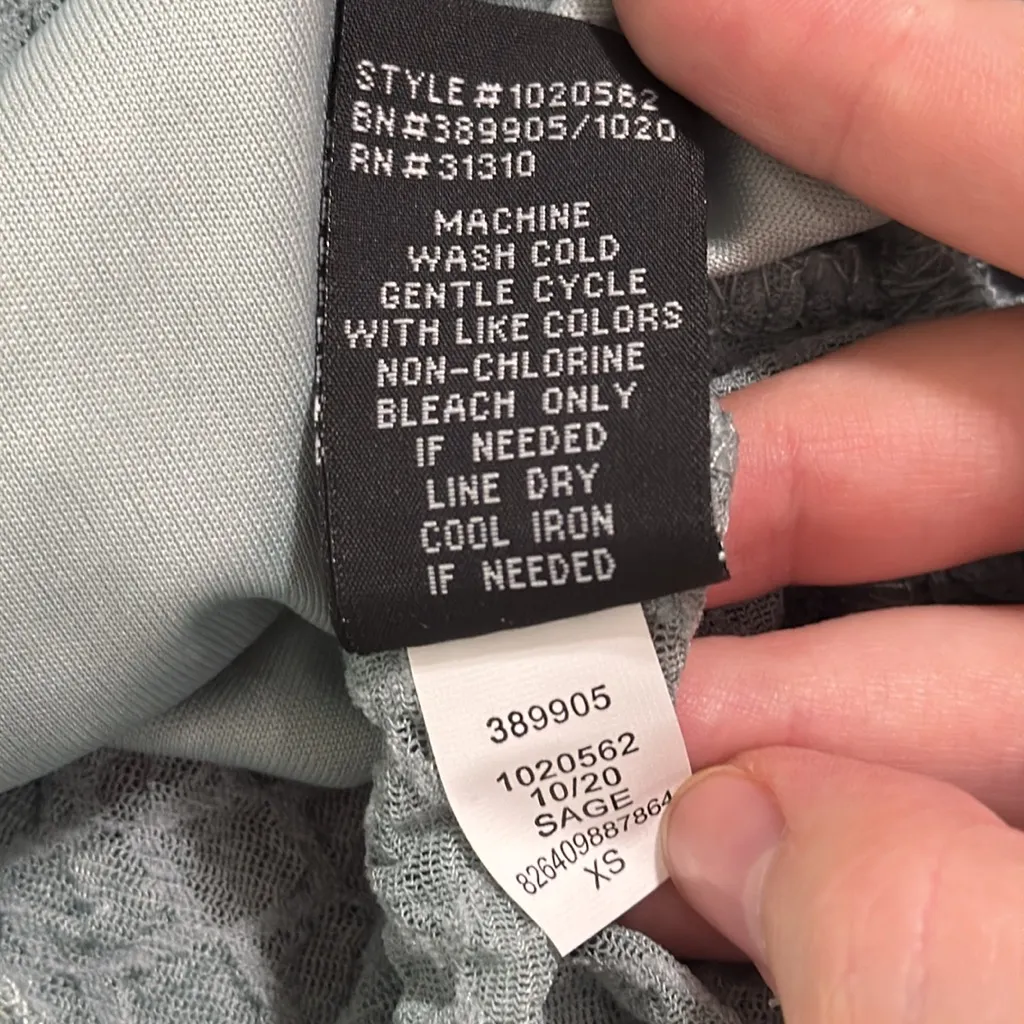 STYLE#1020562
BN#389905/1020
RN#31310
MACHINE
WASH COLD
GENTLE CYCLE
WITH LIKE COLORS
NON-CHLORINE
BLEACH ONLY
IF NEEDED
LINE DRY
COOL IRON
IF NEEDED
389905
1020562
10/20
SAGE
826409887864
XS